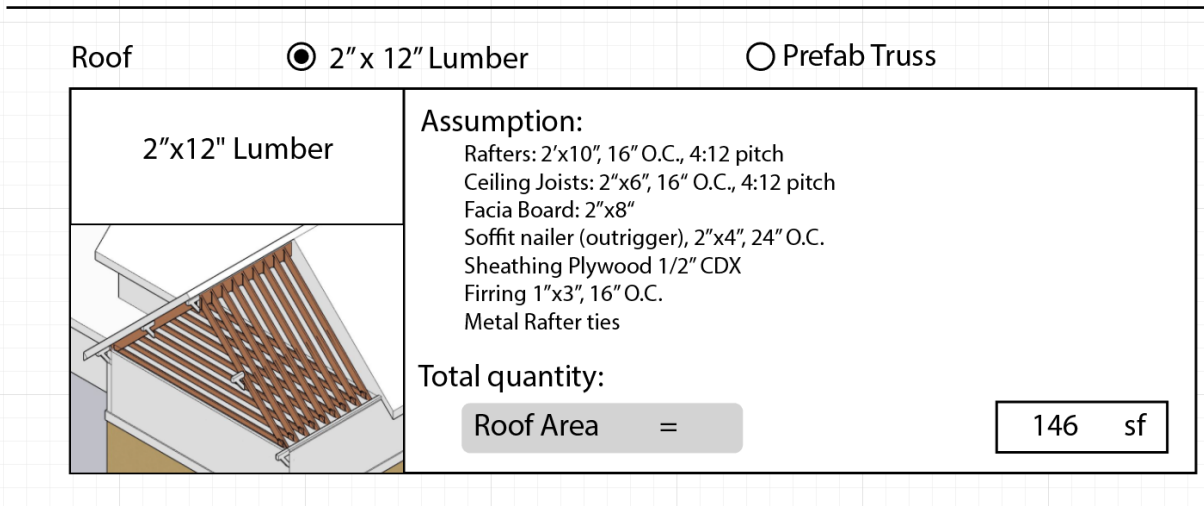 Roof 2”x 12” Lumber Prefab Truss
2”x12" Lumber
Assumption:
Rafters: 2’x10”, 16” O.C., 4:12 pitch
Ceiling Joists: 2“x6”, 16“ O.C., 4:12 pitch
Facia Board: 2”x8“
Soffit nailer (outrigger), 2”x4”, 24” O.C.
Sheathing Plywood 1/2” CDX
Firring 1”x3”, 16” O.C.
Metal Rafter ties
Total quantity:
Roof Area = 146 sf